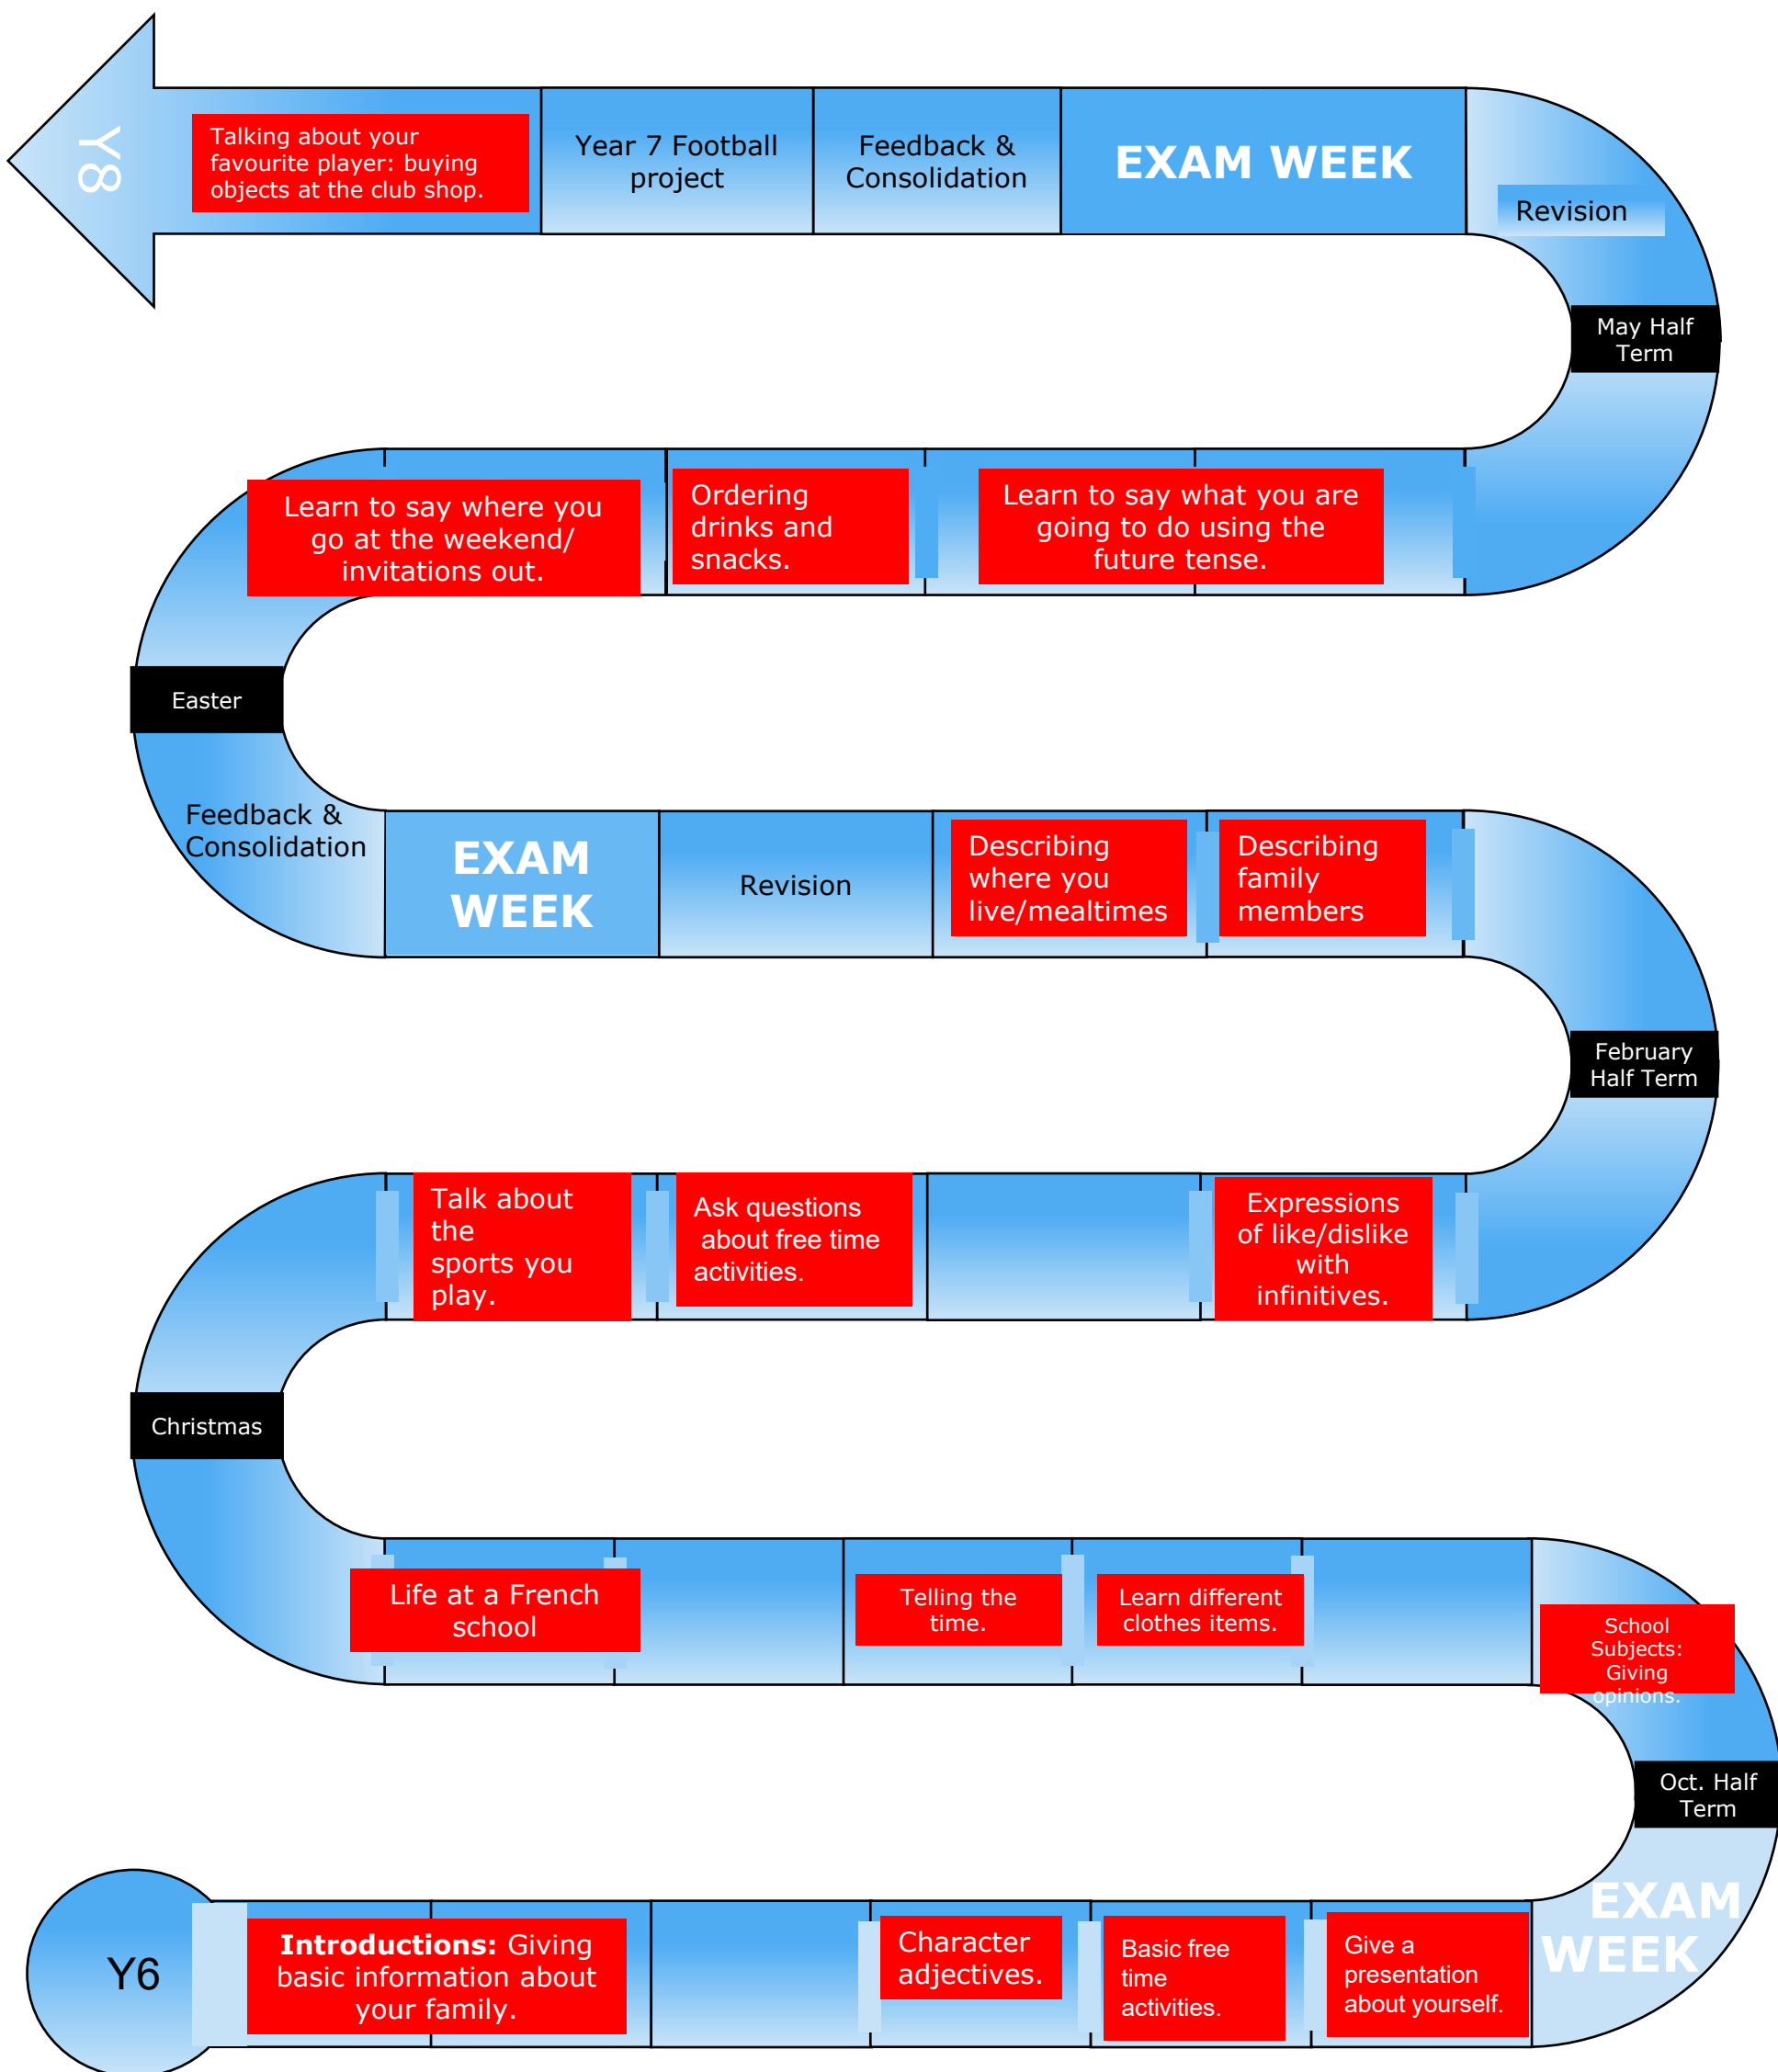 Y8
Talking about your
favourite player: buying
objects at the club shop.
Year 7 Football
project
Feedback &
Consolidation
EXAM WEEK
Revision
May Half
Term
Learn to say where you
go at the weekend/
invitations out.
Ordering
drinks and
snacks.
Learn to say what you are
going to do using the
future tense.
Easter
Feedback &
Consolidation
EXAM
WEEK
Revision
Describing
where you
live/mealtimes
Describing
family
members
February
Half Term
Talk about
the
sports you
play.
Ask questions
about free time
activities.
Expressions
of like/dislike
with
infinitives.
Christmas
Life at a French
school
Telling the
time.
Learn different
clothes items.
School
Subjects:
Giving
opinions.
Oct. Half
Term
Y6
Introductions: Giving
basic information about
your family.
Character
adjectives.
Basic free
time
activities.
Give a
presentation
about yourself.
EXAM
WEEK